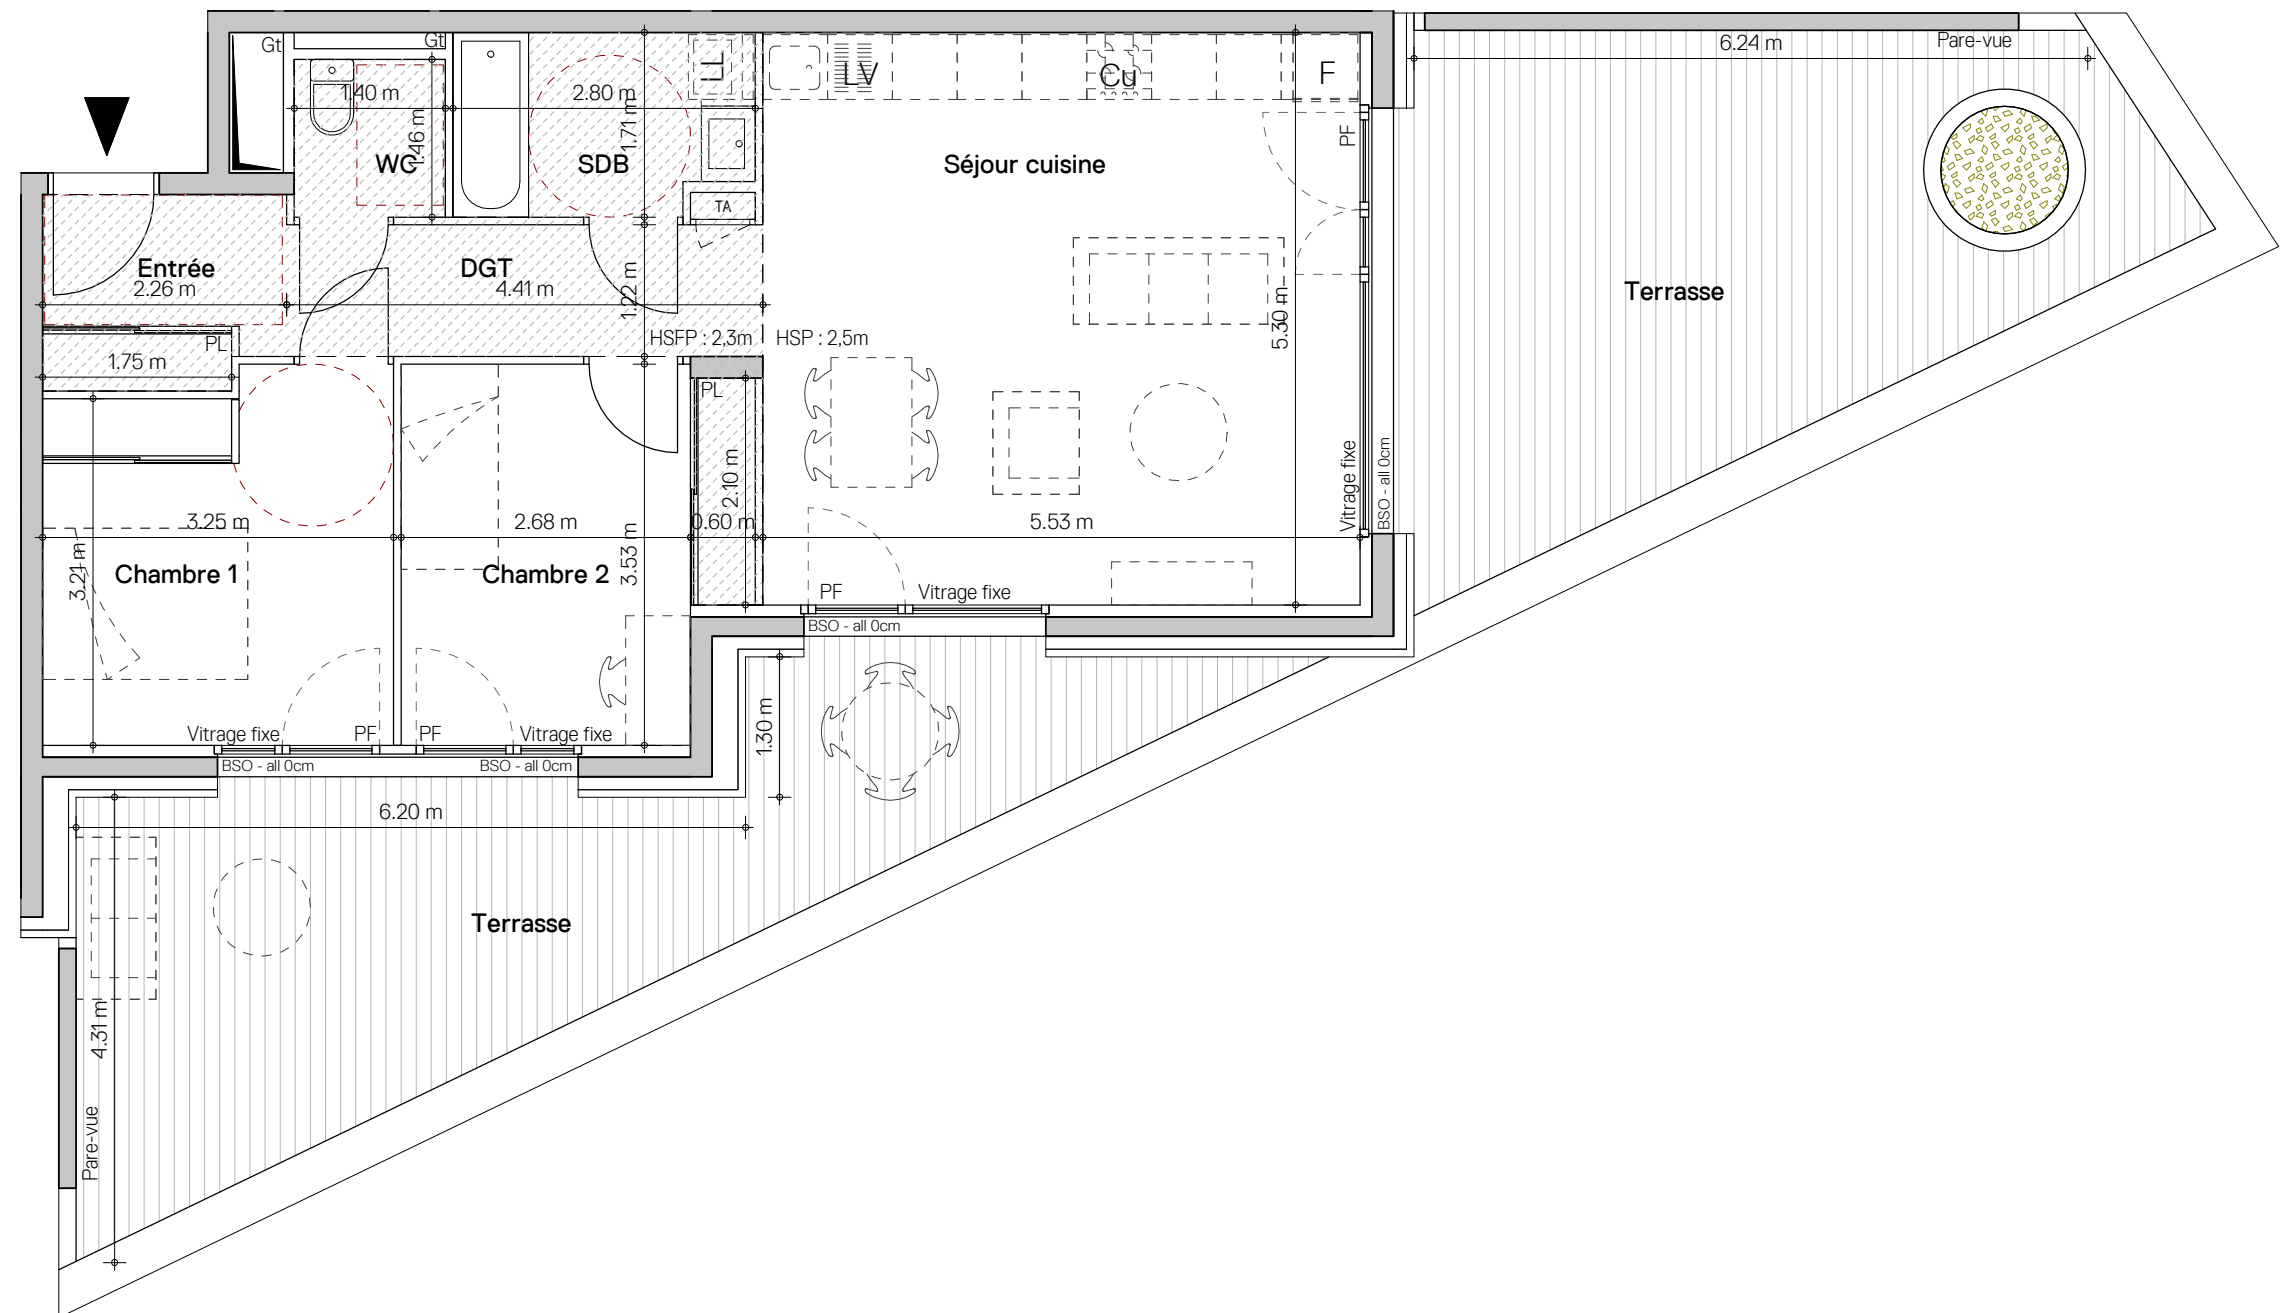 Gt
Gt
6.24 m
Pare-vue
LL
LV
Cu
F
1.40 m
2.80 m
1.46 m
1.71 m
PF
WC
SDB
Séjour cuisine
TA
Entrée
2.26 m
DGT
4.41 m
1.22 m
Terrasse
5.30 m
HSFP : 2,3m
HSP : 2,5m
PL
1.75 m
PL
2.10 m
Vitrage fixe
BSO - all 0cm
3.25 m
2.68 m
0.60 m
5.53 m
3.21 m
Chambre 1
Chambre 2
3.53 m
PF
Vitrage fixe
BSO - all 0cm
1.30 m
Vitrage fixe
PF
PF
Vitrage fixe
BSO - all 0cm
BSO - all 0cm
6.20 m
Terrasse
4.31 m
Pare-vue